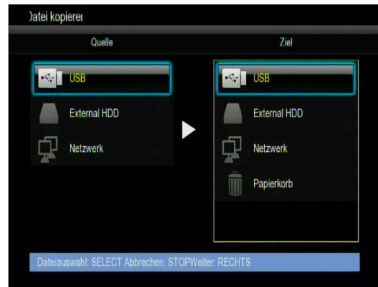 Datei kopieren
Quelle
Ziel
USB
External HDD
Netzwerk
USB
External HDD
Netzwerk
Papierkorb
Dateiauswahl: SELECT Abbrechen: STOPWeiter: RECHTS